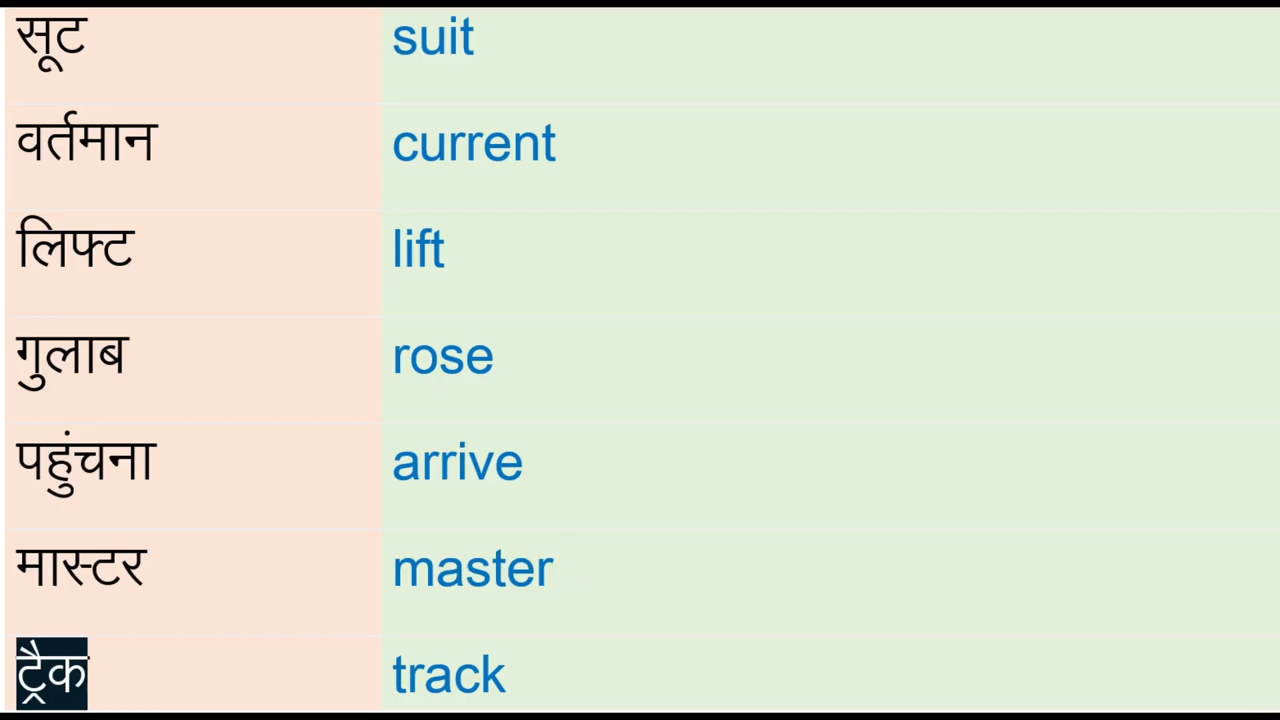 सूट suit
वर्तमान current
लिफ्ट lift
गुलाब rose
पहुंचना arrive
मास्टर master
ट्रैक track